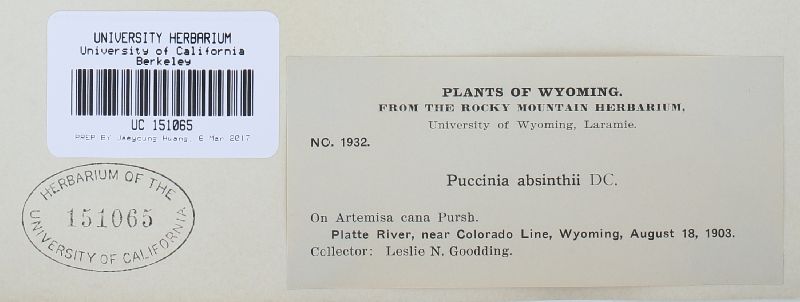 UNIVERSITY HERBARIUM
University of California
Berkeley
UC 151065
PREP BY Jaeyoung Huang, 6 Mar 2017
HERBARIUM OF THE
151065
UNIVERSITY OF CALIFORNIA
PLANTS OF WYOMING.
FROM THE ROCKY MOUNTAIN HERBARIUM,
University of Wyoming, Laramie.
NO. 1932.
Puccinia absinthii DC.
On Artemisa cana Pursh.
Platte River, near Colorado Line, Wyoming, August 18, 1903.
Collector: Leslie N. Goodding.